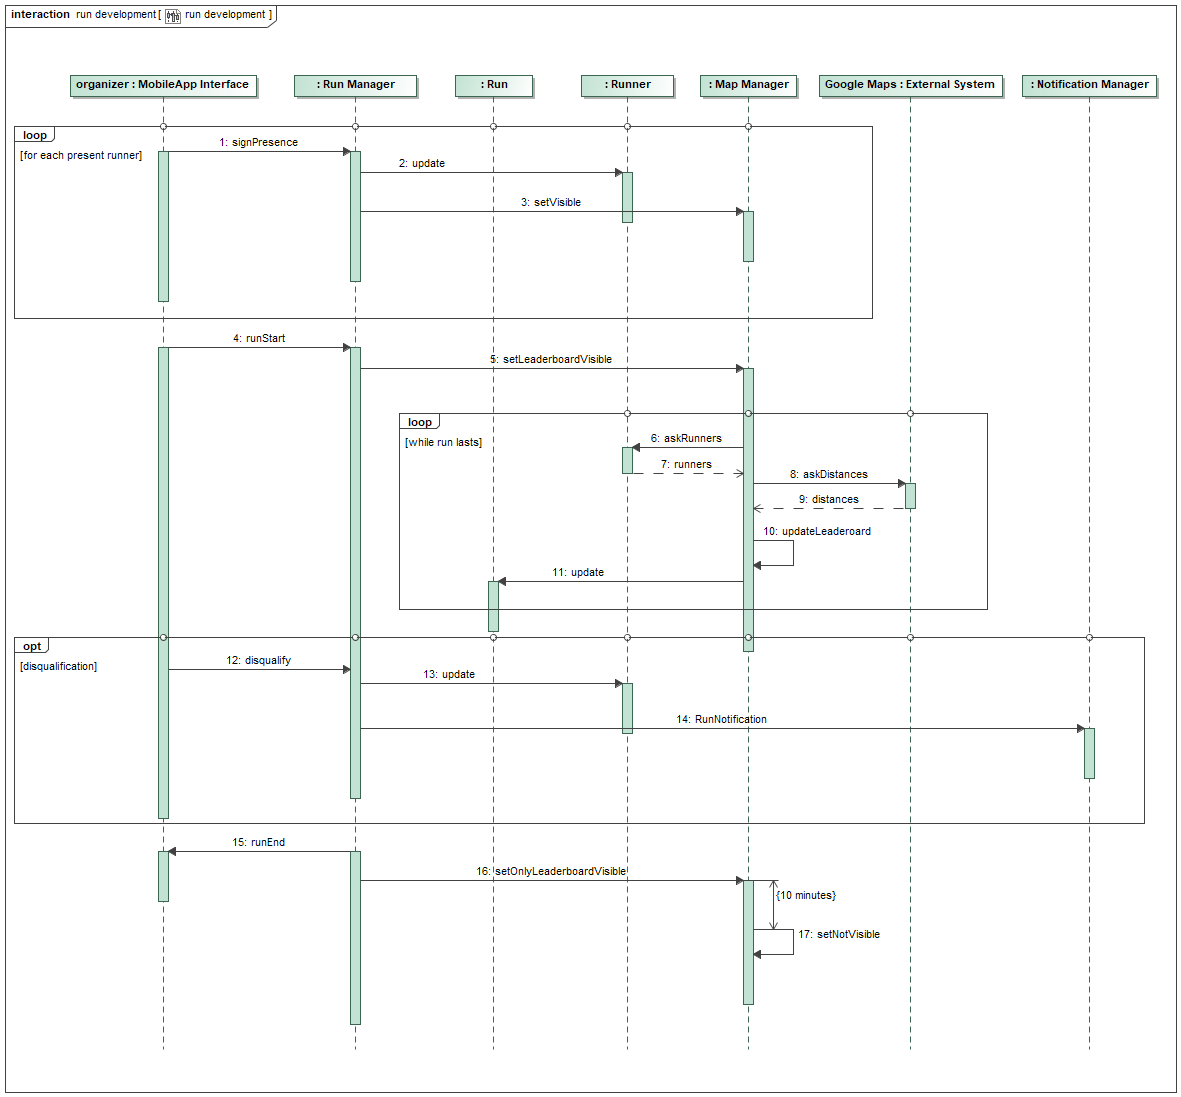 interaction run development [ run development ]
organizer : MobileApp Interface
: Run Manager
: Run
: Runner
: Map Manager
Google Maps : External System
: Notification Manager
loop
[for each present runner]
1: signPresence
2: update
3: setVisible
4: runStart
5: setLeaderboardVisible
loop
[while run lasts]
6: askRunners
7: runners
8: askDistances
9: distances
10: updateLeaderoard
11: update
opt
[disqualification]
12: disqualify
13: update
14: RunNotification
15: runEnd
16: setOnlyLeaderboardVisible
{10 minutes}
17: setNotVisible